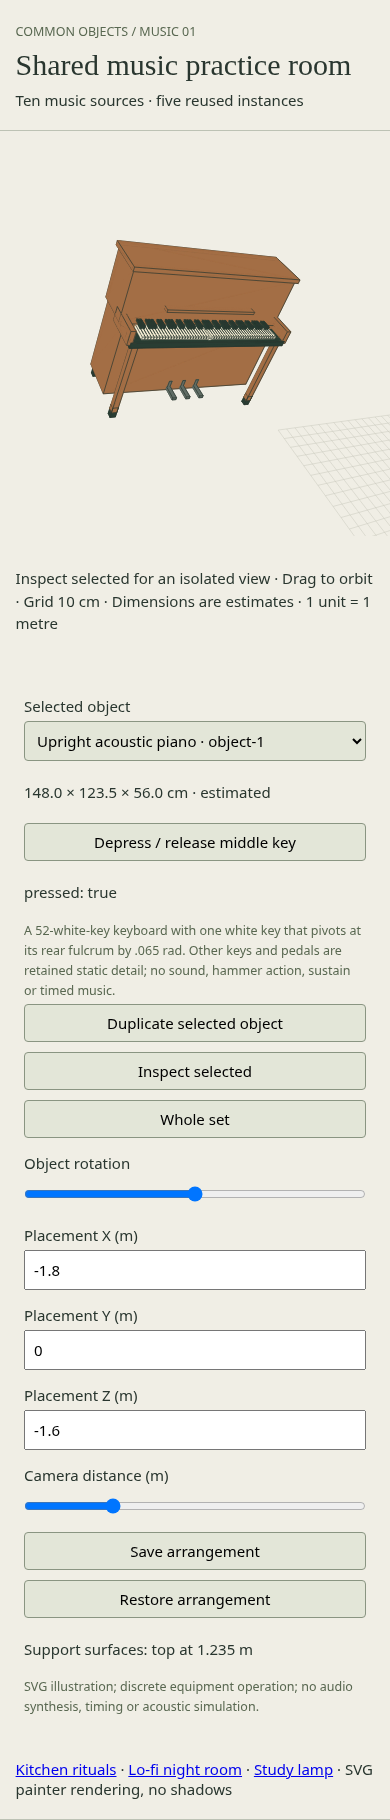 COMMON OBJECTS / MUSIC 01
Shared music practice room
Ten music sources · five reused instances
Inspect selected for an isolated view · Drag to orbit
· Grid 10 cm · Dimensions are estimates · 1 unit = 1
metre
Selected object
Upright acoustic piano · object-1
148.0 × 123.5 × 56.0 cm · estimated
Depress / release middle key
pressed: true
A 52-white-key keyboard with one white key that pivots at
its rear fulcrum by .065 rad. Other keys and pedals are
retained static detail; no sound, hammer action, sustain
or timed music.
Duplicate selected object
Inspect selected
Whole set
Object rotation
Placement X (m)
-1.8
Placement Y (m)
0
Placement Z (m)
-1.6
Camera distance (m)
Save arrangement
Restore arrangement
Support surfaces: top at 1.235 m
SVG illustration; discrete equipment operation; no audio
synthesis, timing or acoustic simulation.
Kitchen rituals · Lo-fi night room · Study lamp · SVG
painter rendering, no shadows